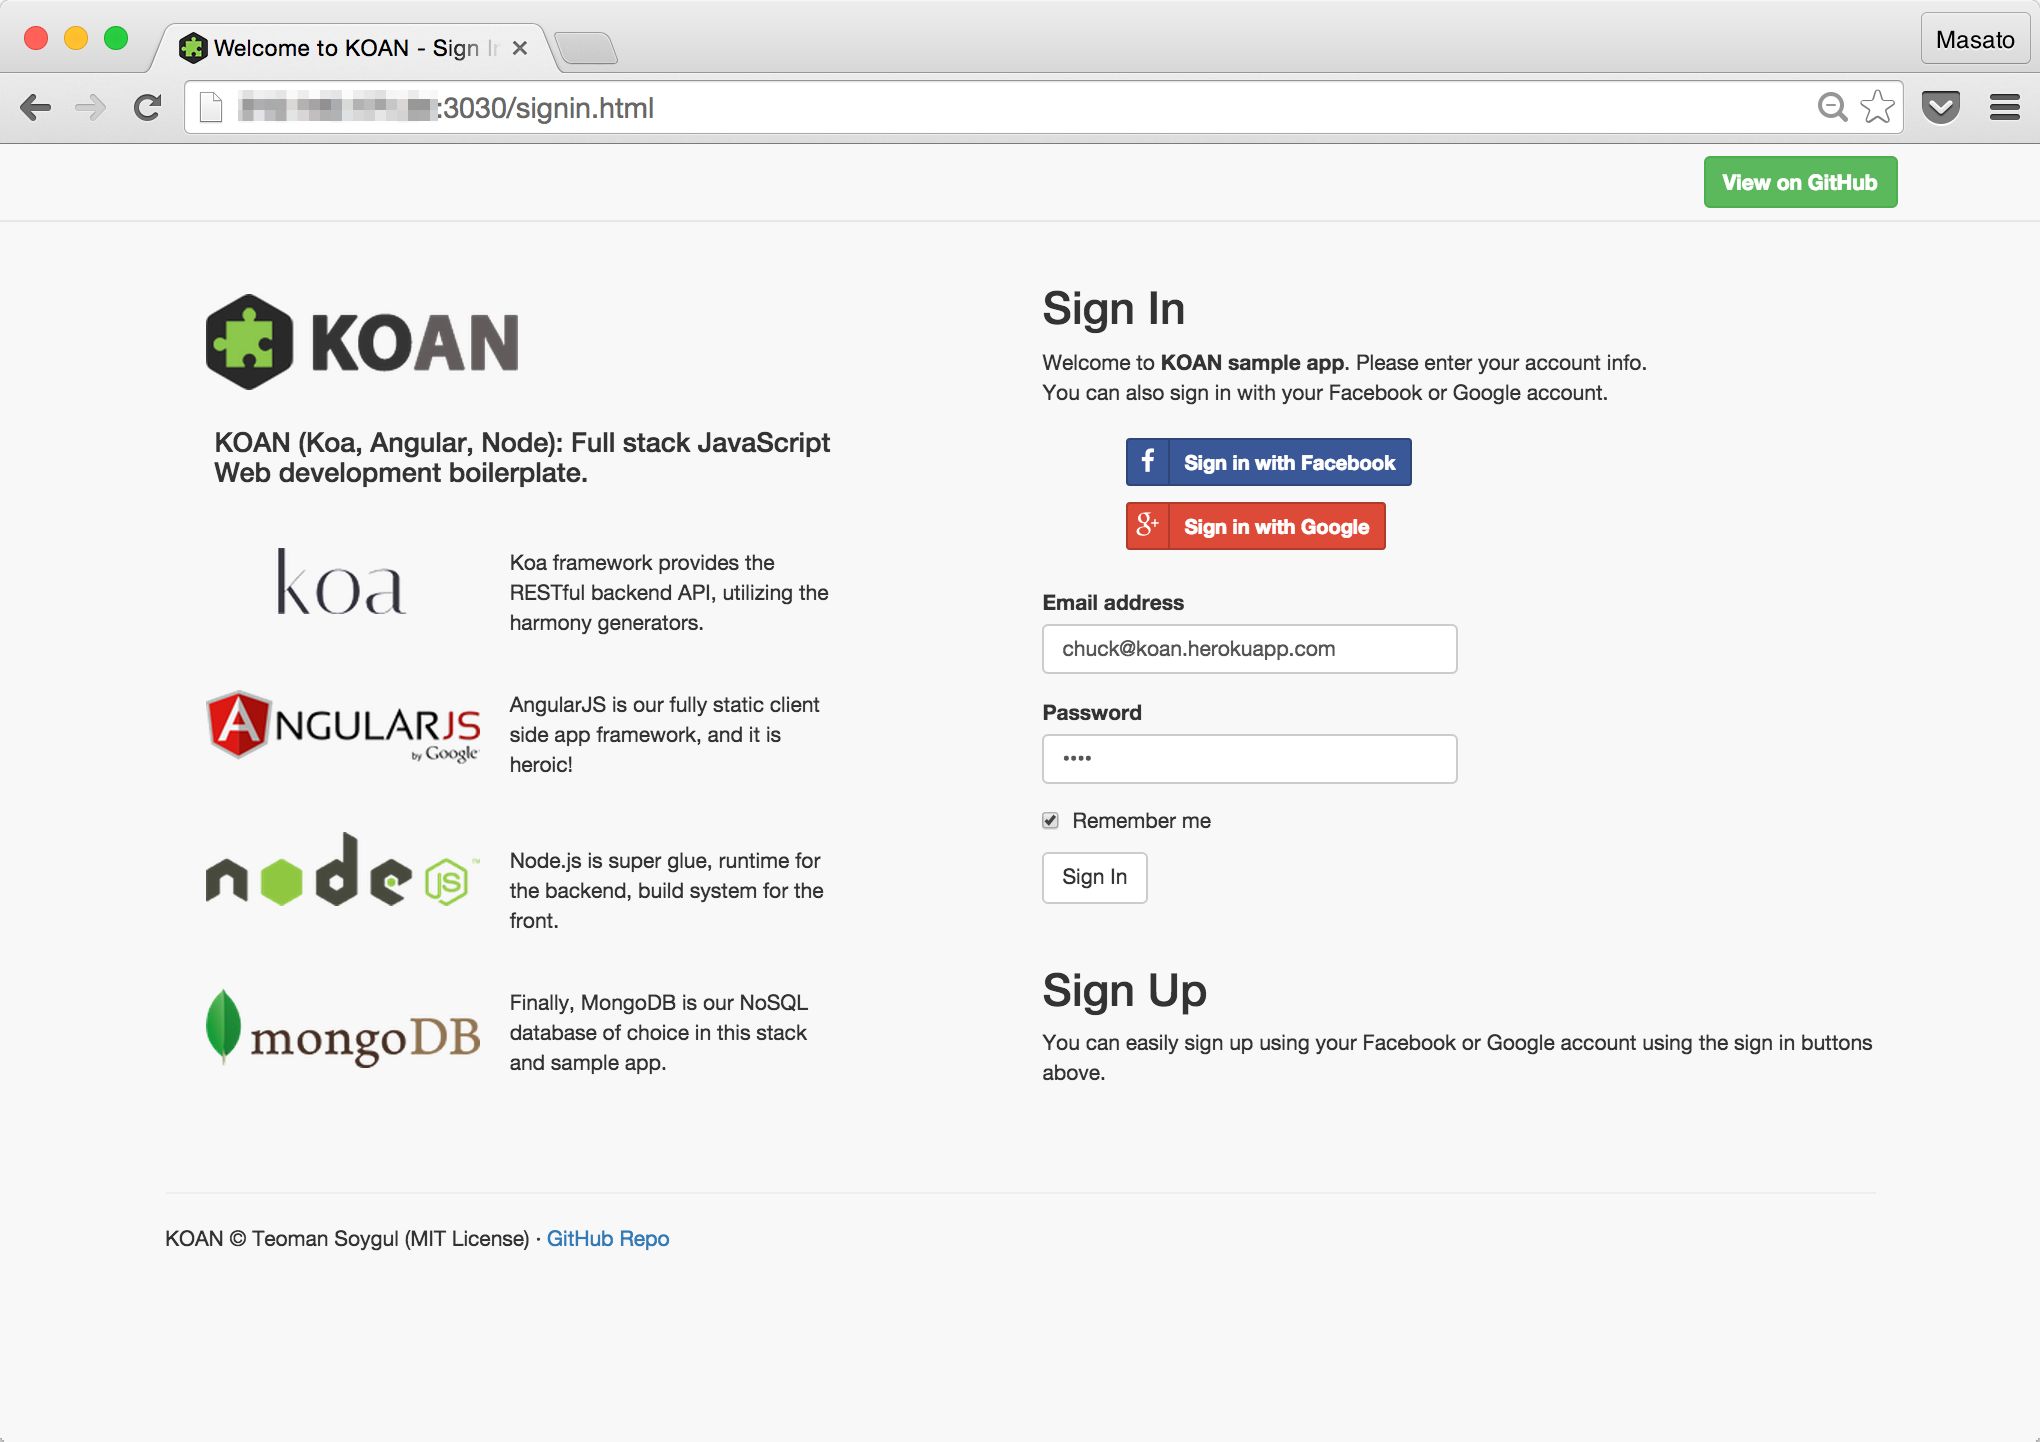 Welcome to KOAN - Sign In
Masato
:3030/signin.html
View on GitHub
KOAN
KOAN (Koa, Angular, Node): Full stack JavaScript
Web development boilerplate.
koa
Koa framework provides the
RESTful backend API, utilizing the
harmony generators.
ANGULARJS
by Google
AngularJS is our fully static client
side app framework, and it is
heroic!
node JS ™
Node.js is super glue, runtime for
the backend, build system for the
front.
mongoDB
Finally, MongoDB is our NoSQL
database of choice in this stack
and sample app.
Sign In
Welcome to KOAN sample app. Please enter your account info.
You can also sign in with your Facebook or Google account.
f Sign in with Facebook
g+ Sign in with Google
Email address
chuck@koan.herokuapp.com
Password
••••
Remember me
Sign In
Sign Up
You can easily sign up using your Facebook or Google account using the sign in buttons
above.
KOAN © Teoman Soygul (MIT License) · GitHub Repo